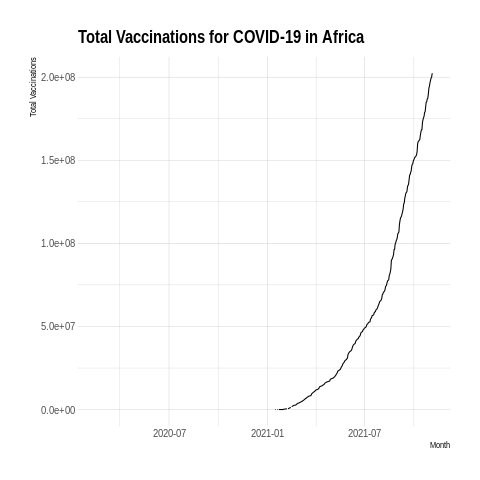 Total Vaccinations for COVID-19 in Africa
Total Vaccinations
2.0e+08
1.5e+08
1.0e+08
5.0e+07
0.0e+00
2020-07 2021-01 2021-07
Month